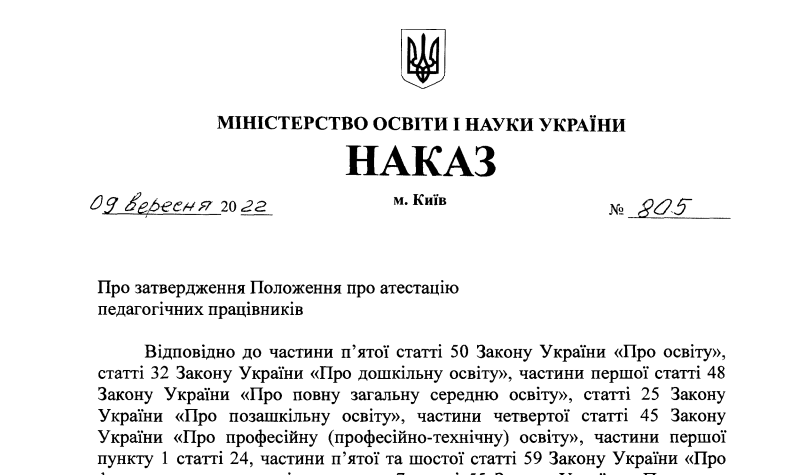 МІНІСТЕРСТВО ОСВІТИ І НАУКИ УКРАЇНИ
НАКАЗ
09 вересня 2022 м. Київ № 805
Про затвердження Положення про атестацію
педагогічних працівників
Відповідно до частини п’ятої статті 50 Закону України «Про освіту»,
статті 32 Закону України «Про дошкільну освіту», частини першої статті 48
Закону України «Про повну загальну середню освіту», статті 25 Закону
України «Про позашкільну освіту», частини четвертої статті 45 Закону
України «Про професійну (професійно-технічну) освіту», частини першої
пункту 1 статті 24, частини п’ятої та шостої статті 59 Закону України «Про